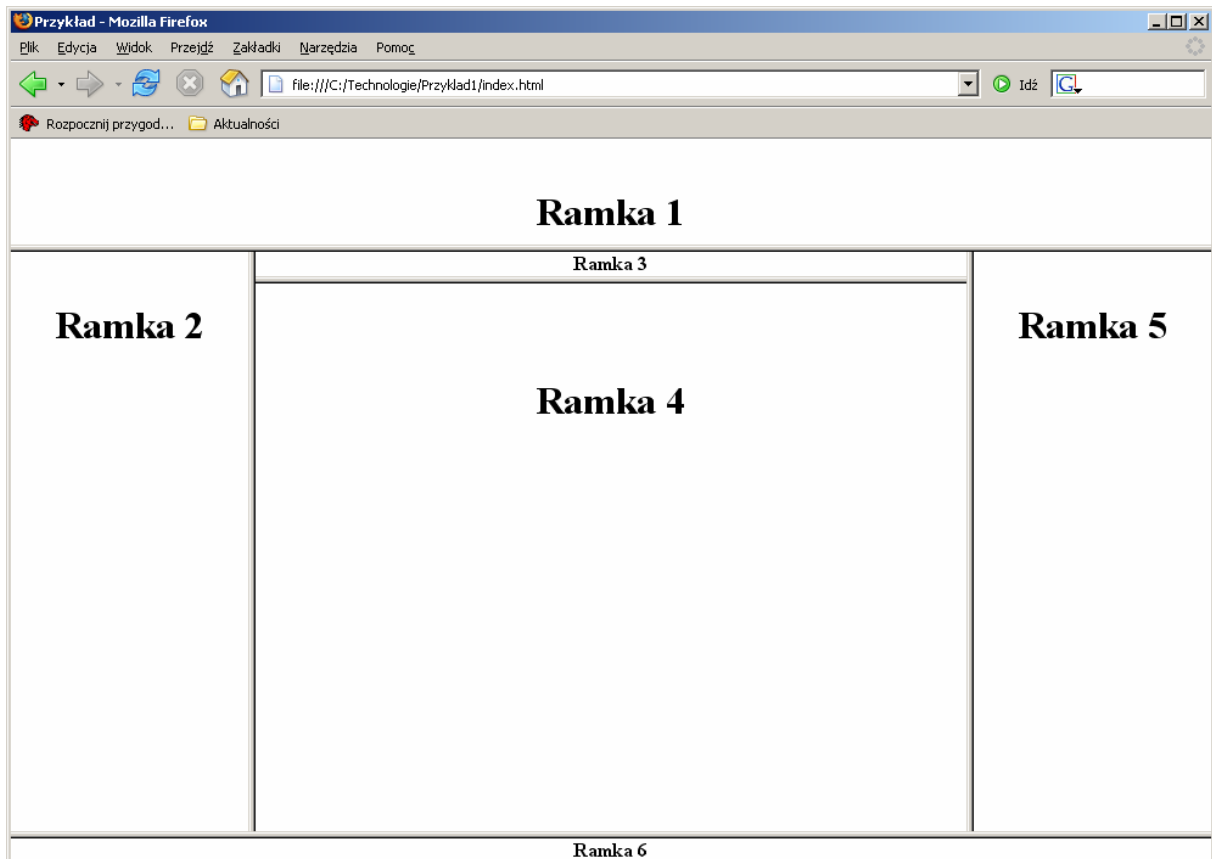 Przykład - Mozilla Firefox
Plik Edycja Widok Przejdź Zakładki Narzędzia Pomoc
file:///C:/Technologie/Przyklad1/index.html Idź G
Rozpocznij przygod... Aktualności
Ramka 1
Ramka 3
Ramka 2 Ramka 5
Ramka 4
Ramka 6